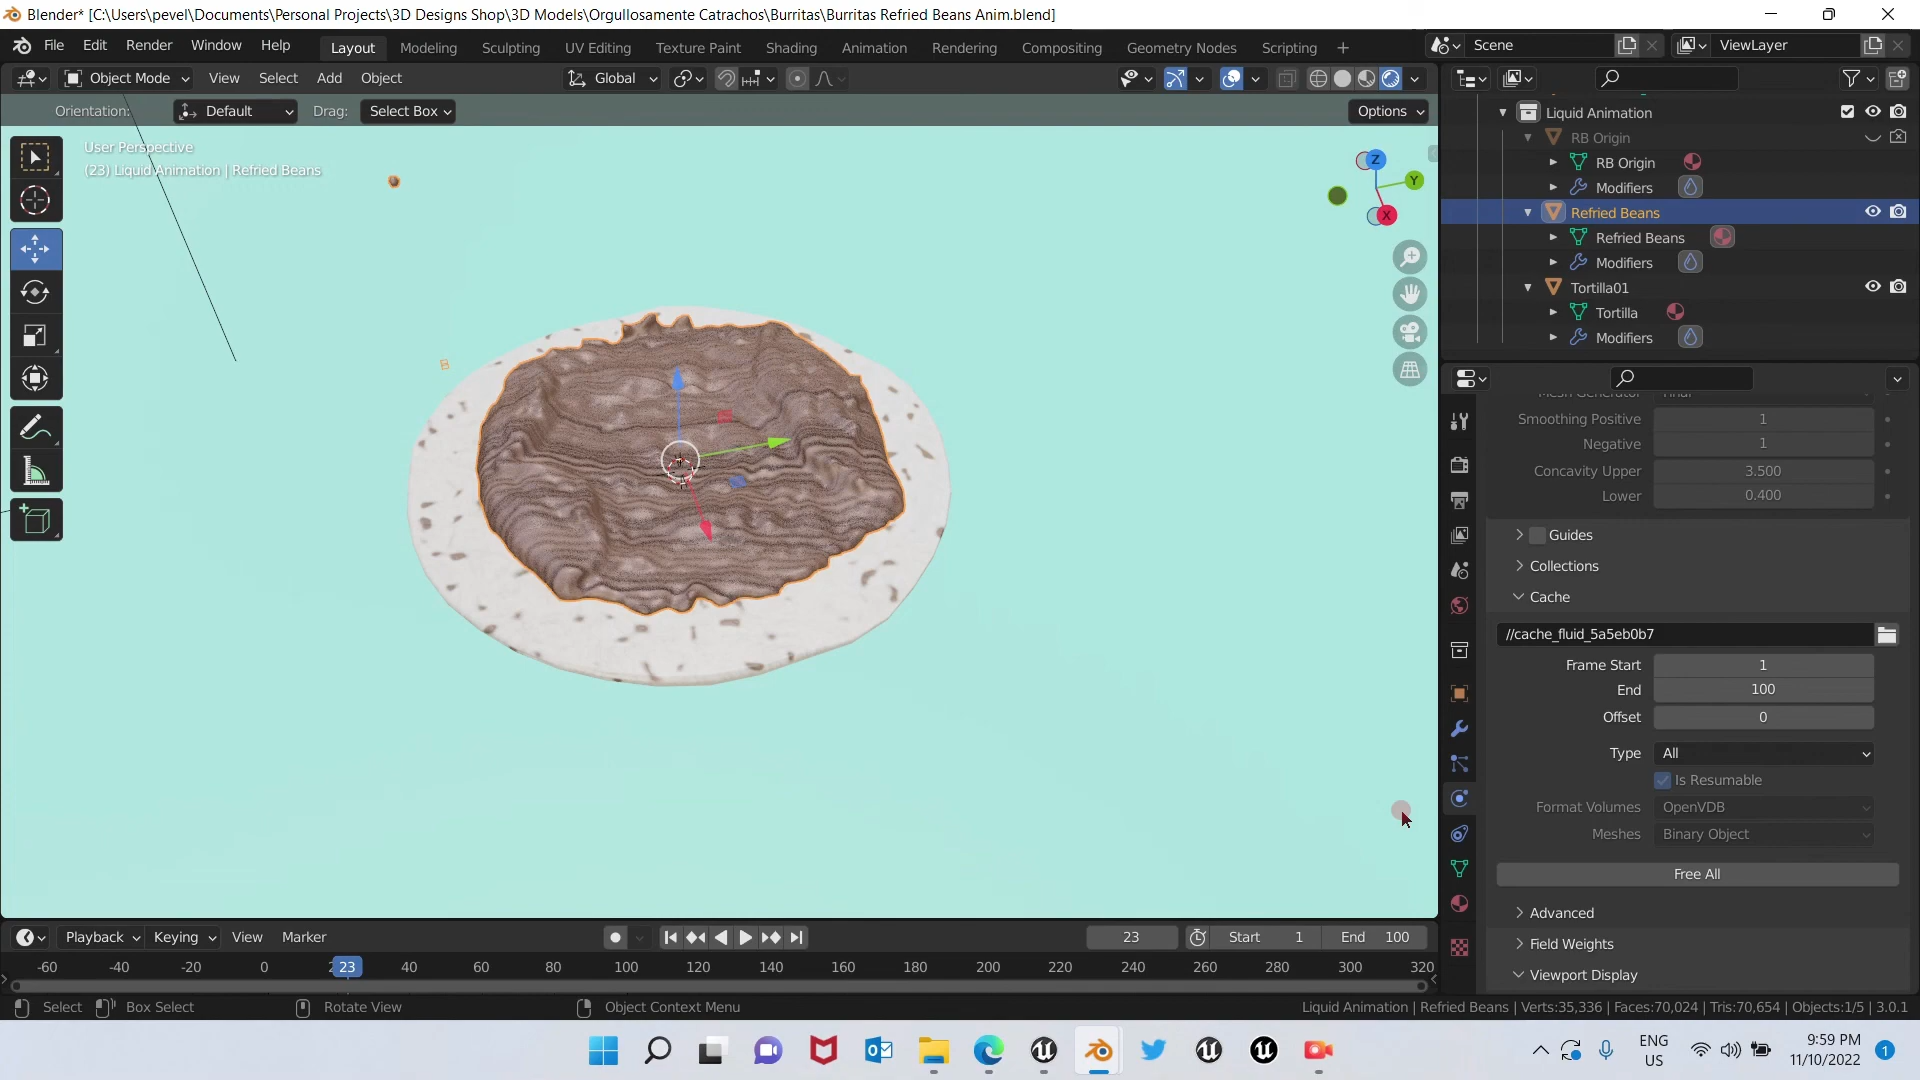 Blender* [C:\Users\pevel\Documents\Personal Projects\3D Designs Shop\3D Models\Orgullosamente Catrachos\Burritas\Burritas Refried Beans Anim.blend]
File Edit Render Window Help Layout Modeling Sculpting UV Editing Texture Paint Shading Animation Rendering Compositing Geometry Nodes Scripting + Scene ViewLayer
Object Mode View Select Add Object Global
Orientation: Default Drag: Select Box Options
User Perspective
(23) Liquid Animation | Refried Beans
Z
Y
X
Liquid Animation
RB Origin
RB Origin
Modifiers
Refried Beans
Refried Beans
Modifiers
Tortilla01
Tortilla
Modifiers
Mesh Generator Final
Smoothing Positive 1
Negative 1
Concavity Upper 3.500
Lower 0.400
Guides
Collections
Cache
//cache_fluid_5a5eb0b7
Frame Start 1
End 100
Offset 0
Type All
Is Resumable
Format Volumes OpenVDB
Meshes Binary Object
Free All
Advanced
Field Weights
Viewport Display
Playback Keying View Marker 23 Start 1 End 100
-60 -40 -20 0 23 40 60 80 100 120 140 160 180 200 220 240 260 280 300 320
Select Box Select Rotate View Object Context Menu Liquid Animation | Refried Beans | Verts:35,336 | Faces:70,024 | Tris:70,654 | Objects:1/5 | 3.0.1
ENG
US
9:59 PM
11/10/2022
1